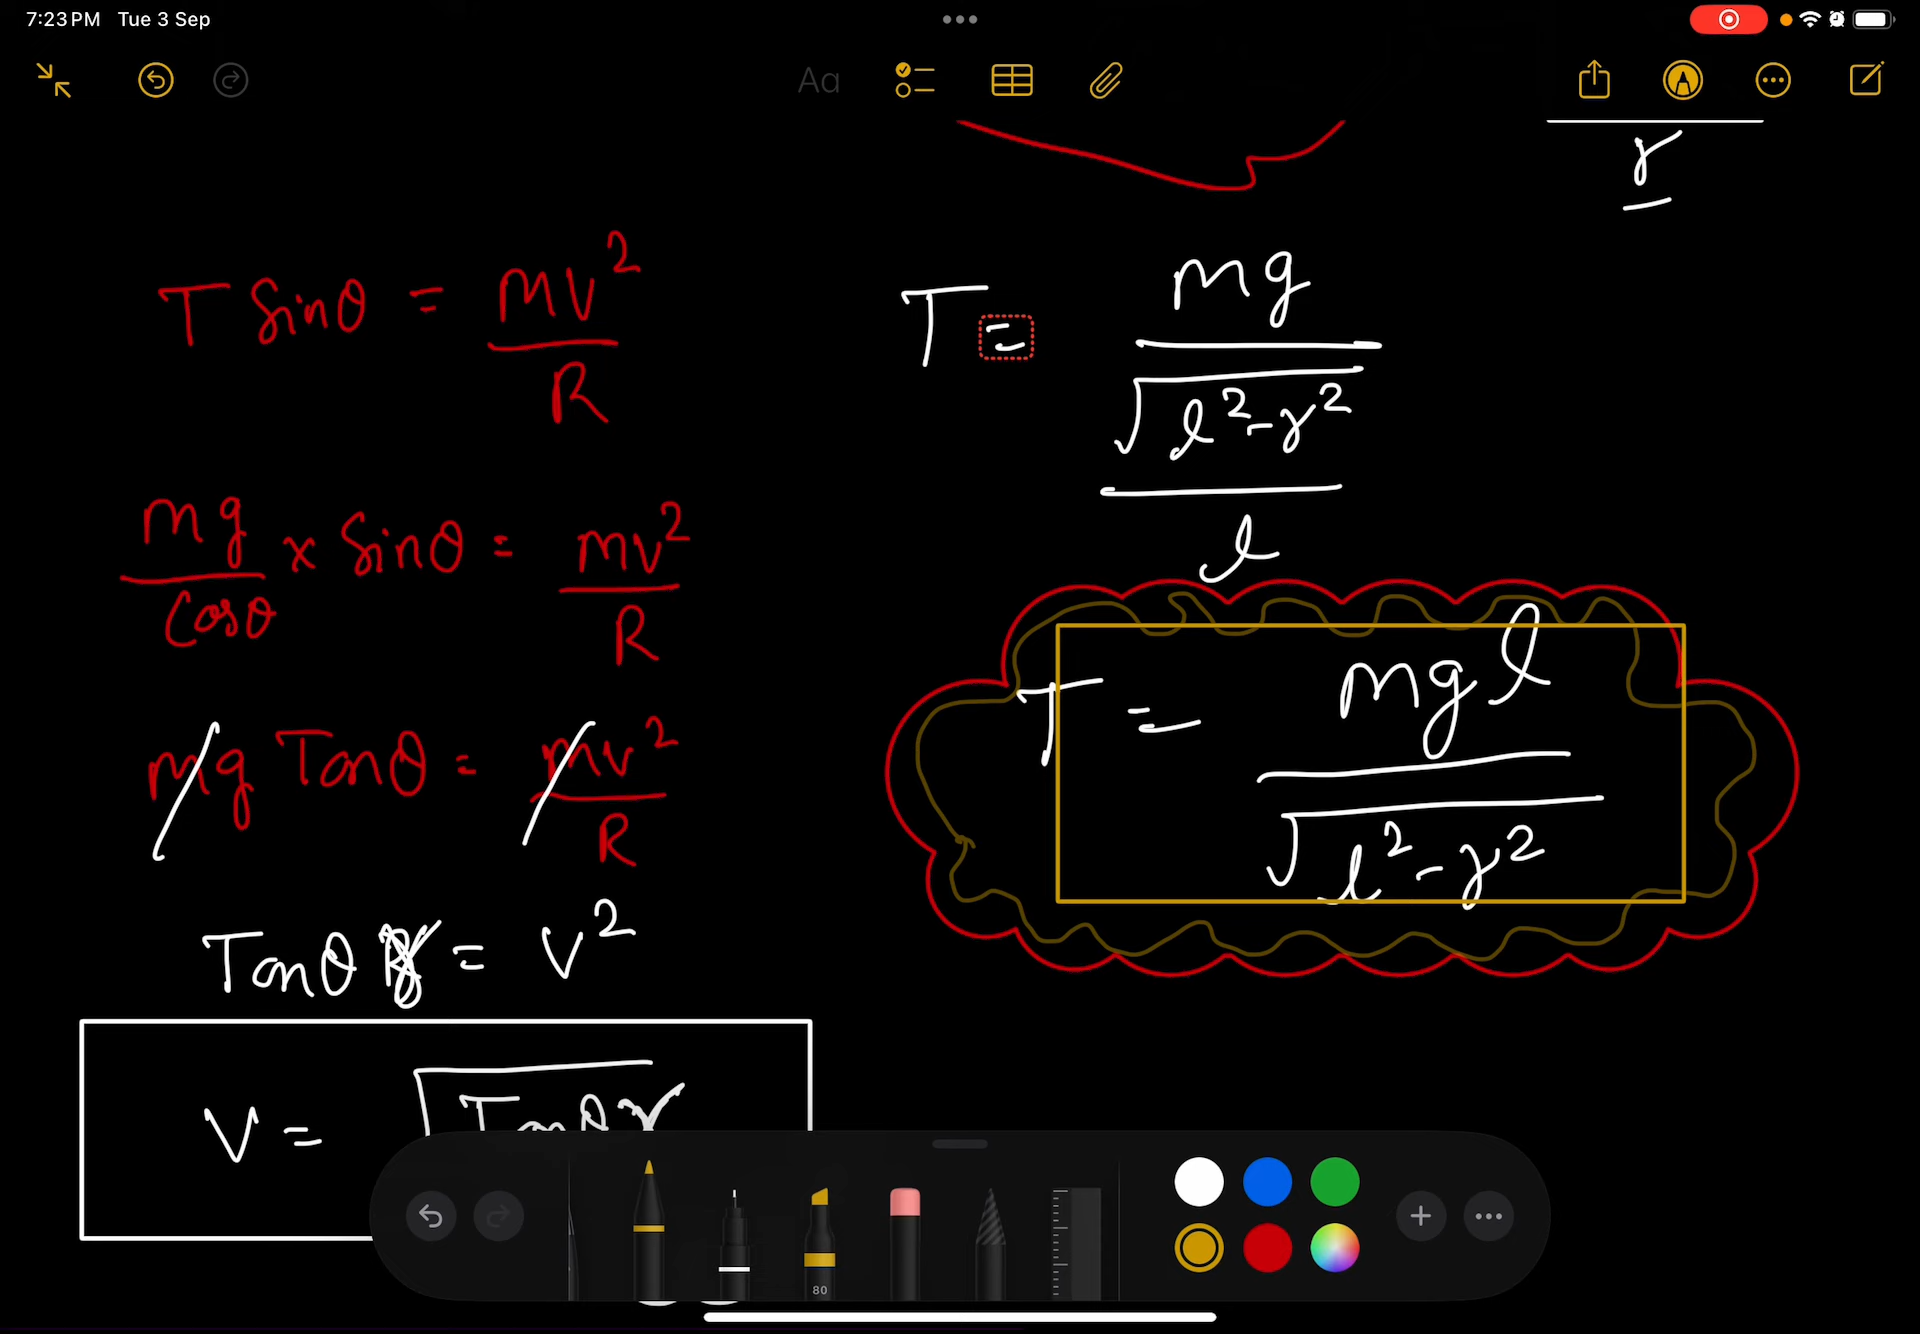 7:23 PM Tue 3 Sep
Aa
r
T Sinθ = mv²/R
mg/Cosθ × Sinθ = mv²/R
mg Tanθ = mv²/R
Tanθ = v²
V = √Tanθ r
T = mg/√l²-r²/l
T = mgl/√l²-r²
80